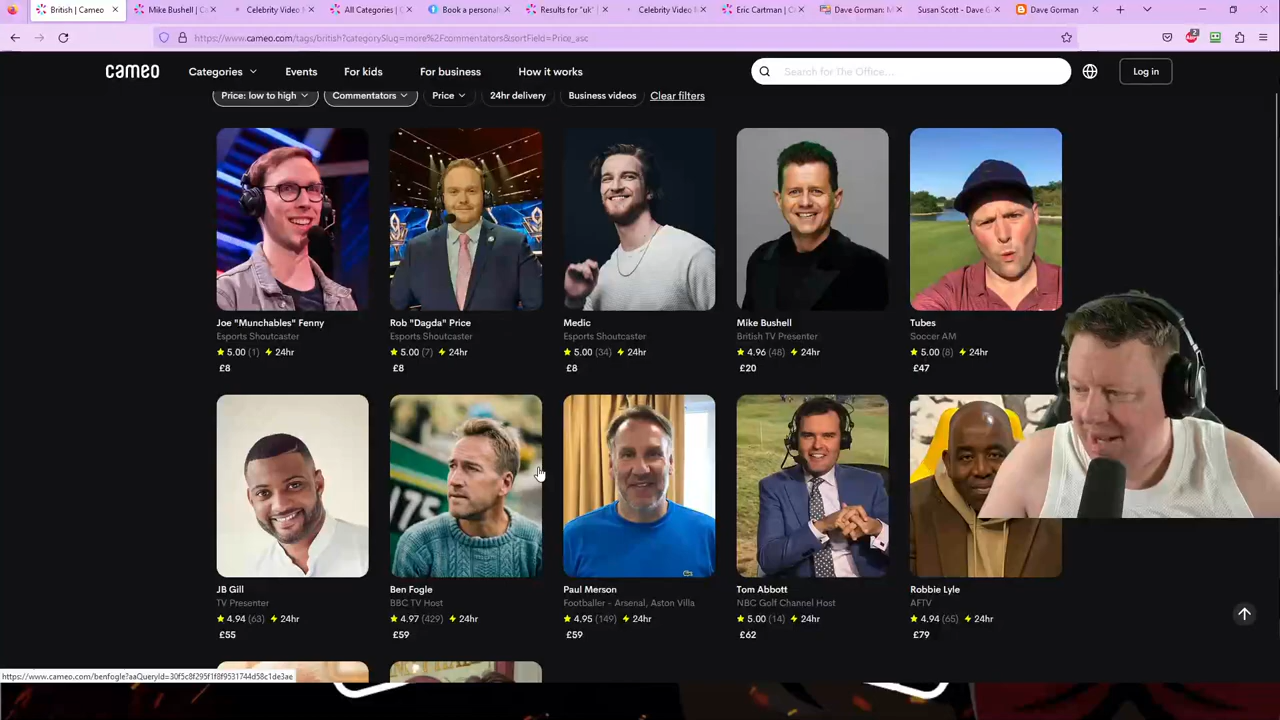 British | Cameo
Mike Bushell | Ca
Celebrity Video M
All Categories | C
Book a persona
Results for "uk"
Celebrity Video M
Eric Cartman | C
Dave Gorman: M
Susan Scott - Dave G
Dave Gorman
https://www.cameo.com/tags/british?categorySlug=more%2Fcommentators&sortField=Price_asc
cameo
Categories
Events
For kids
For business
How it works
Search for The Office...
Log in
Price: low to high
Commentators
Price
24hr delivery
Business videos
Clear filters
Joe "Munchables" Fenny
Esports Shoutcaster
5.00 (1) 24hr
£8
Rob "Dagda" Price
Esports Shoutcaster
5.00 (7) 24hr
£8
Medic
Esports Shoutcaster
5.00 (34) 24hr
£8
Mike Bushell
British TV Presenter
4.96 (48) 24hr
£20
Tubes
Soccer AM
5.00 (8) 24hr
£47
175
JB Gill
TV Presenter
4.94 (63) 24hr
£55
Ben Fogle
BBC TV Host
4.97 (429) 24hr
£59
Paul Merson
Footballer - Arsenal, Aston Villa
4.95 (149) 24hr
£59
Tom Abbott
NBC Golf Channel Host
5.00 (14) 24hr
£62
Robbie Lyle
AFTV
4.94 (65) 24hr
£79
https://www.cameo.com/benfogle?aaQueryId=30f5c8f295f1f8f9531744d58c1de3ae